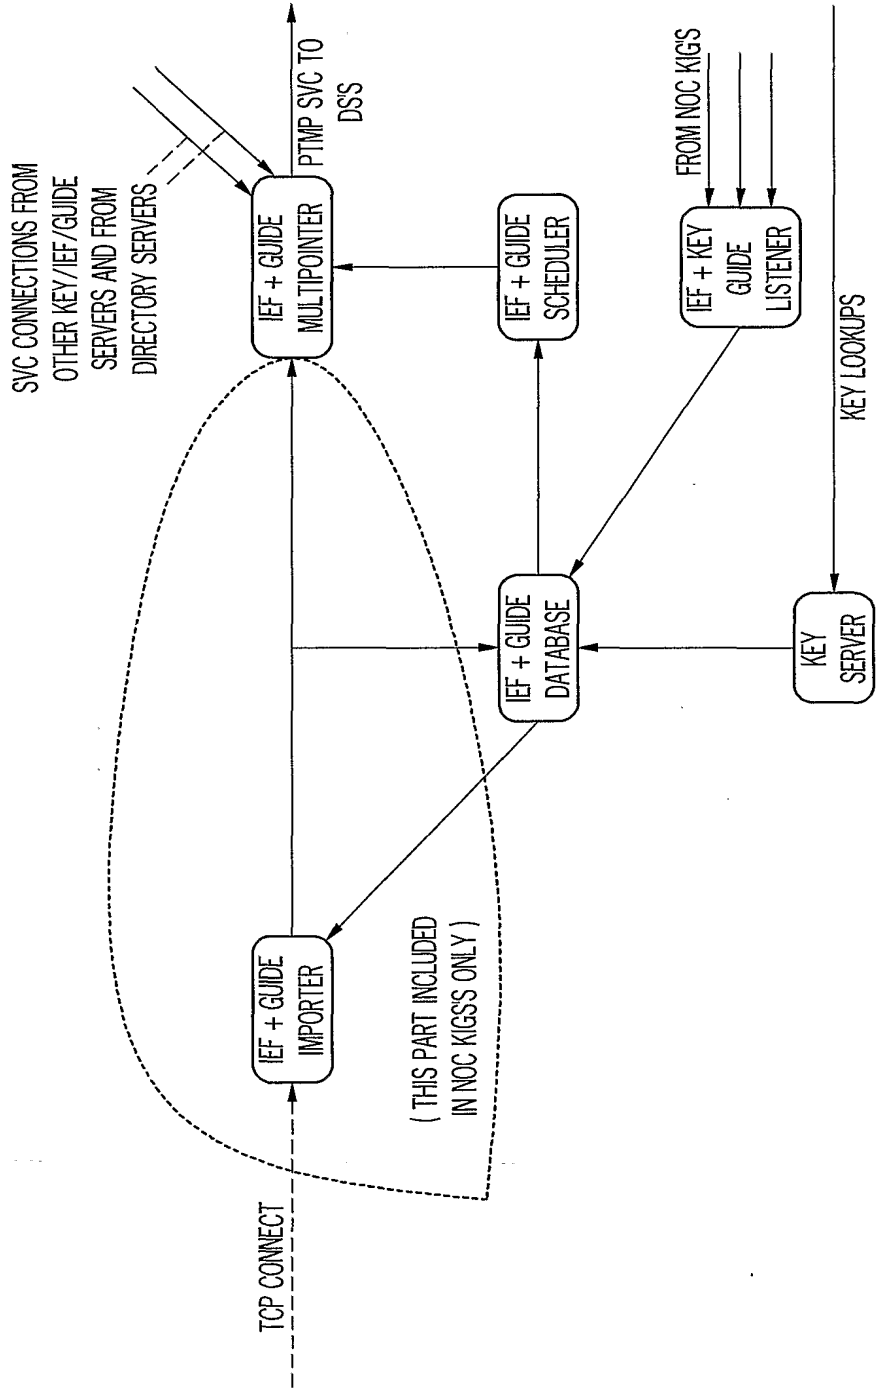 SVC CONNECTIONS FROM
OTHER KEY/IEF/GUIDE
SERVERS AND FROM
DIRECTORY SERVERS
TCP CONNECT
IEF + GUIDE
IMPORTER
IEF + GUIDE
MULTIPOINTER
PTMP SVC TO
DS'S
( THIS PART INCLUDED
IN NOC KIGS'S ONLY )
IEF + GUIDE
DATABASE
IEF + GUIDE
SCHEDULER
FROM NOC KIG'S
IEF + KEY
GUIDE
LISTENER
KEY
SERVER
KEY LOOKUPS